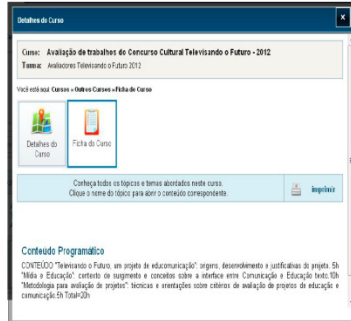 Detalhes do Curso
x
Curso: Avaliação de trabalhos do Concurso Cultural Televisando o Futuro - 2012
Turma: Avaliadores Televisando o Futuro 2012
Você está aqui: Cursos » Outros Cursos » Ficha do Curso
Detalhes do Curso
Ficha do Curso
Conheça todos os tópicos e temas abordados neste curso.
Clique o nome do tópico para abrir o conteúdo correspondente.
imprimir
Conteúdo Programático
CONTEÚDO "Televisando o Futuro, um projeto de educomunicação": origens, desenvolvimento e justificativas do projeto. 5h
"Mídia e Educação": contexto de surgimento e conceitos sobre a interface entre Comunicação e Educação texto.10h
"Metodologia para avaliação de projetos": técnicas e orientações sobre critérios de avaliação de projetos de educação e
comunicação.5h Total=20h